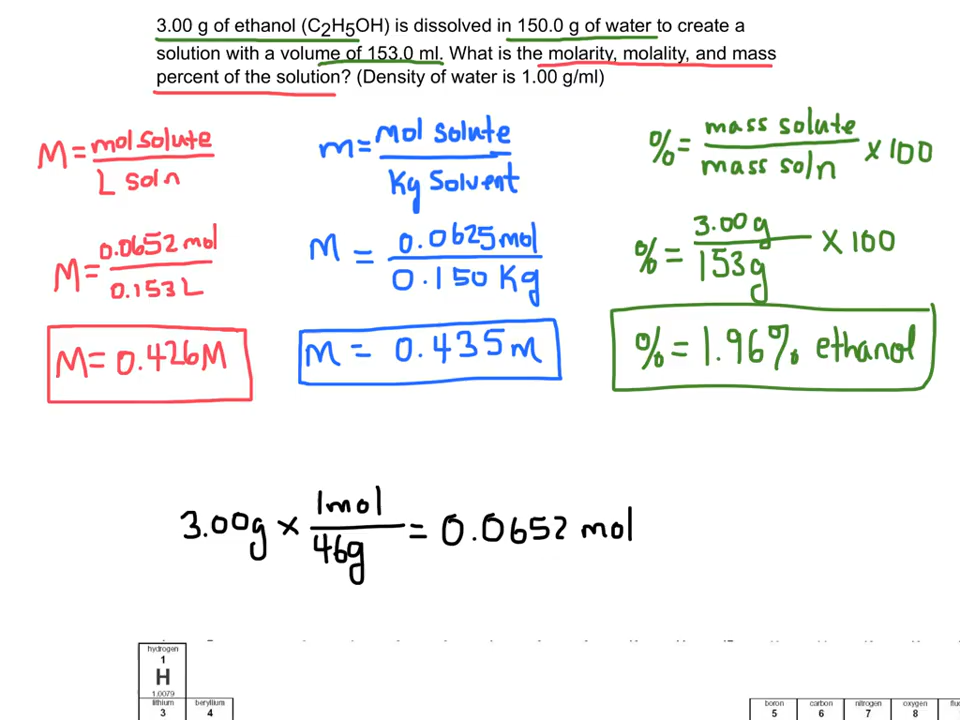 3.00 g of ethanol (C2H5OH) is dissolved in 150.0 g of water to create a
solution with a volume of 153.0 ml. What is the molarity, molality, and mass
percent of the solution? (Density of water is 1.00 g/ml)
M = mol solute / L soln
m = mol solute / Kg Solvent
% = mass solute / mass soln x 100
M = 0.0652 mol / 0.153 L
m = 0.0625 mol / 0.150 Kg
% = 3.00g / 153g x 100
M = 0.426 M
m = 0.435 m
% = 1.96% ethanol
3.00g x 1mol / 46g = 0.0652 mol
hydrogen
1
H
1.0079
lithium
3
beryllium
4
boron
5
carbon
6
nitrogen
7
oxygen
8